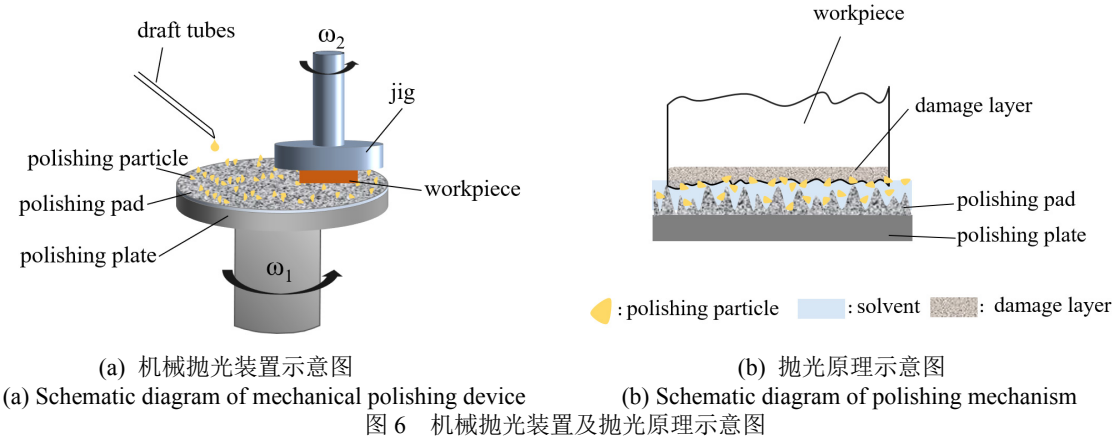 draft tubes
ω2
jig
polishing particle
polishing pad
workpiece
polishing plate
ω1
workpiece
damage layer
polishing pad
polishing plate
: polishing particle
: solvent
: damage layer
(a) 机械抛光装置示意图
(a) Schematic diagram of mechanical polishing device
(b) 抛光原理示意图
(b) Schematic diagram of polishing mechanism
图 6 机械抛光装置及抛光原理示意图